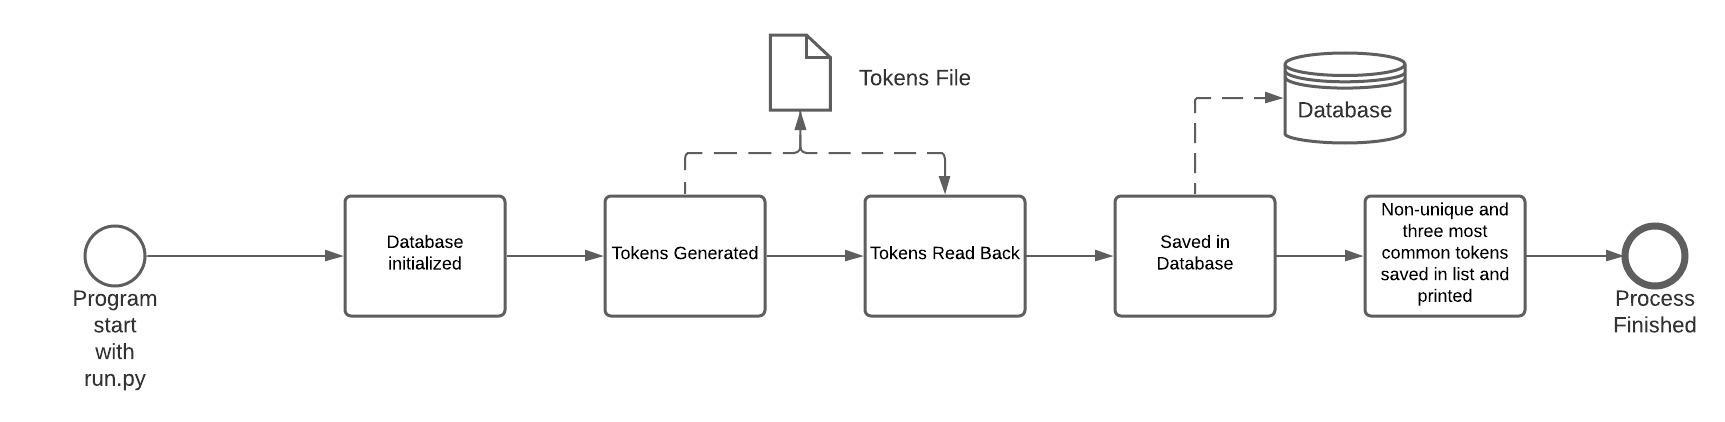 Tokens File
Database
Program
start
with
run.py
Database
initialized
Tokens Generated
Tokens Read Back
Saved in
Database
Non-unique and
three most
common tokens
saved in list and
printed
Process
Finished